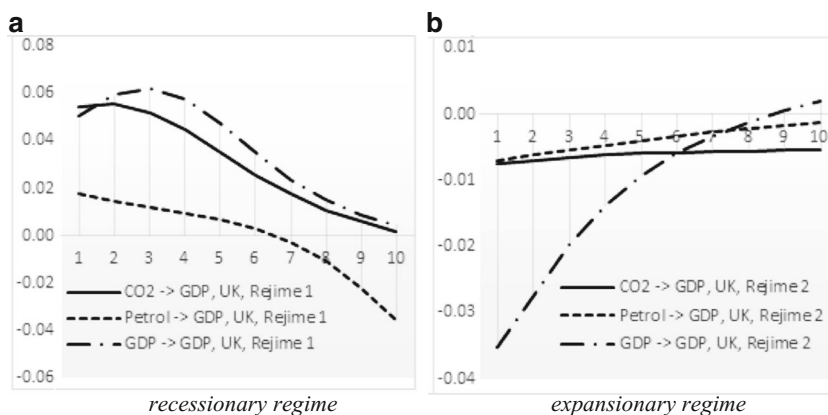 a
0.08
0.06
0.04
0.02
0.00
-0.02
-0.04
-0.06
1 2 3 4 5 6 7 8 9 10
CO2 -> GDP, UK, Rejime 1
Petrol -> GDP, UK, Rejime 1
GDP -> GDP, UK, Rejime 1
recessionary regime
b
0.01
0.00
-0.01
-0.02
-0.03
-0.04
1 2 3 4 5 6 7 8 9 10
CO2 -> GDP, UK, Rejime 2
Petrol -> GDP, UK, Rejime 2
GDP -> GDP, UK, Rejime 2
expansionary regime